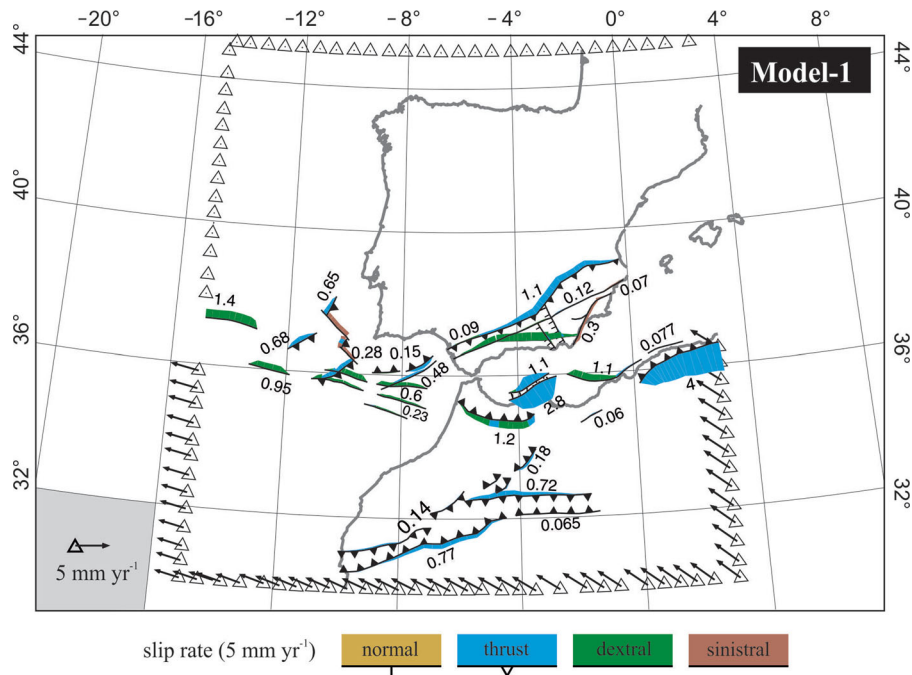 -20° -16° -12° -8° -4° 0° 4° 8°
44° 44°
Model-1
40° 40°
0.65
1.4
1.1 0.12 0.07
36° 36°
0.68 0.09 0.3 0.077
0.28 0.15
0.95 0.48 1.1 1.1
0.6 2.8 4
0.23 0.06
1.2
0.18
32° 0.72 32°
0.14 0.065
0.77
5 mm yr⁻¹
slip rate (5 mm yr⁻¹) normal thrust dextral sinistral